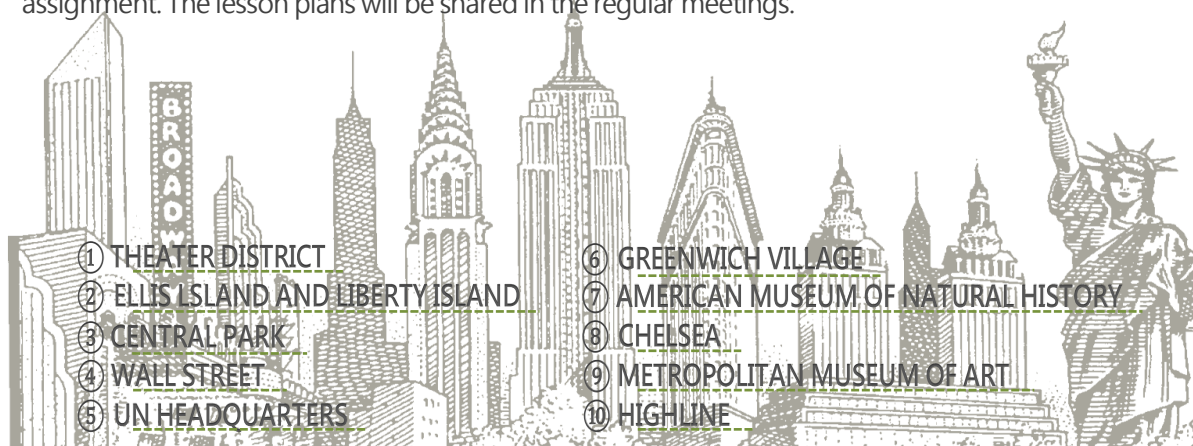 assignment. The lesson plans will be shared in the regular meetings.
BROADW
① THEATER DISTRICT
② ELLIS LSLAND AND LIBERTY ISLAND
③ CENTRAL PARK
④ WALL STREET
⑤ UN HEADQUARTERS
⑥ GREENWICH VILLAGE
⑦ AMERICAN MUSEUM OF NATURAL HISTORY
⑧ CHELSEA
⑨ METROPOLITAN MUSEUM OF ART
⑩ HIGHLINE